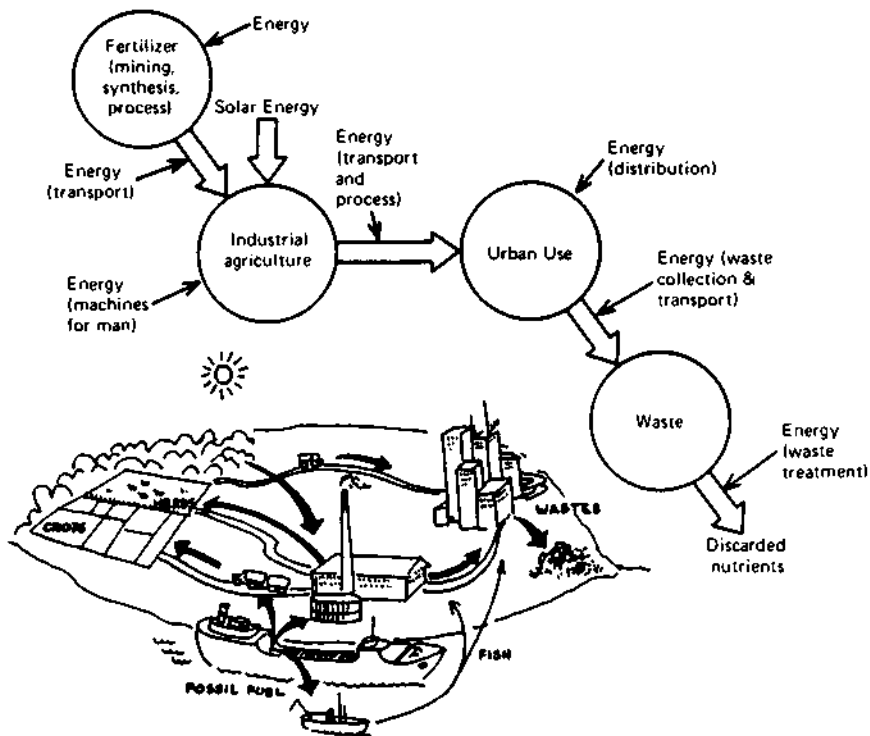 Energy
Fertilizer
(mining,
synthesis,
process)
Solar Energy
Energy
(transport)
Energy
(transport
and
process)
Energy
(distribution)
Industrial
agriculture
Urban Use
Energy
(machines
for man)
Energy (waste
collection &
transport)
Waste
Energy
(waste
treatment)
Discarded
nutrients
CROPS
WASTES
FISH
FOSSIL FUEL